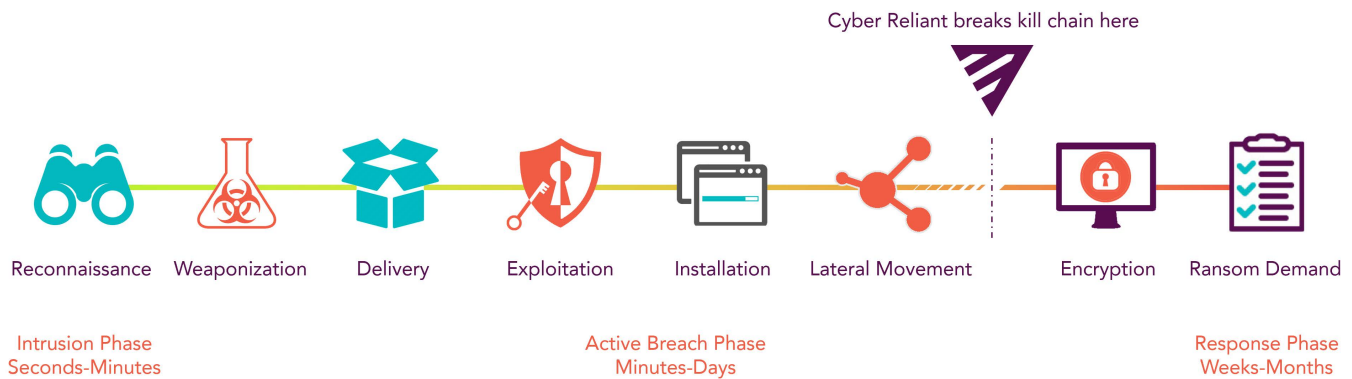 Cyber Reliant breaks kill chain here
Reconnaissance
Weaponization
Delivery
Exploitation
Installation
Lateral Movement
Encryption
Ransom Demand
Intrusion Phase
Seconds-Minutes
Active Breach Phase
Minutes-Days
Response Phase
Weeks-Months